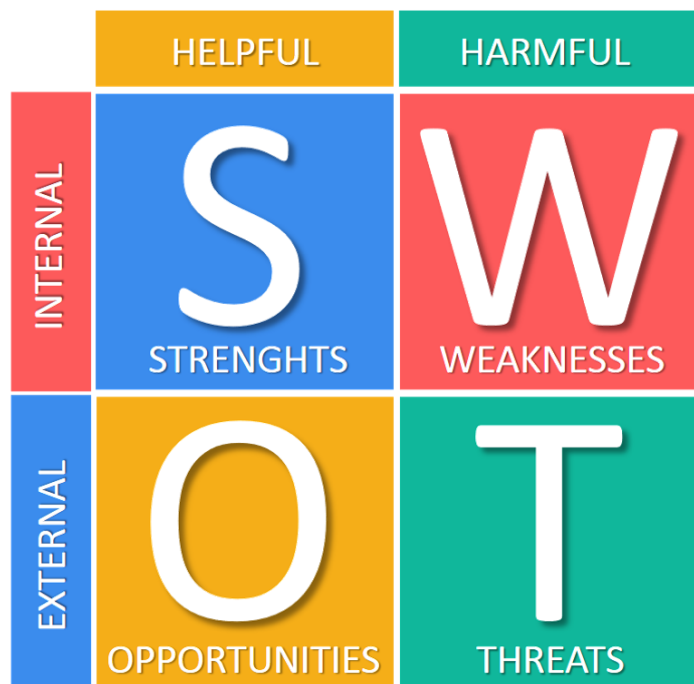 HELPFUL
HARMFUL
INTERNAL
S
STRENGHTS
W
WEAKNESSES
EXTERNAL
O
OPPORTUNITIES
T
THREATS